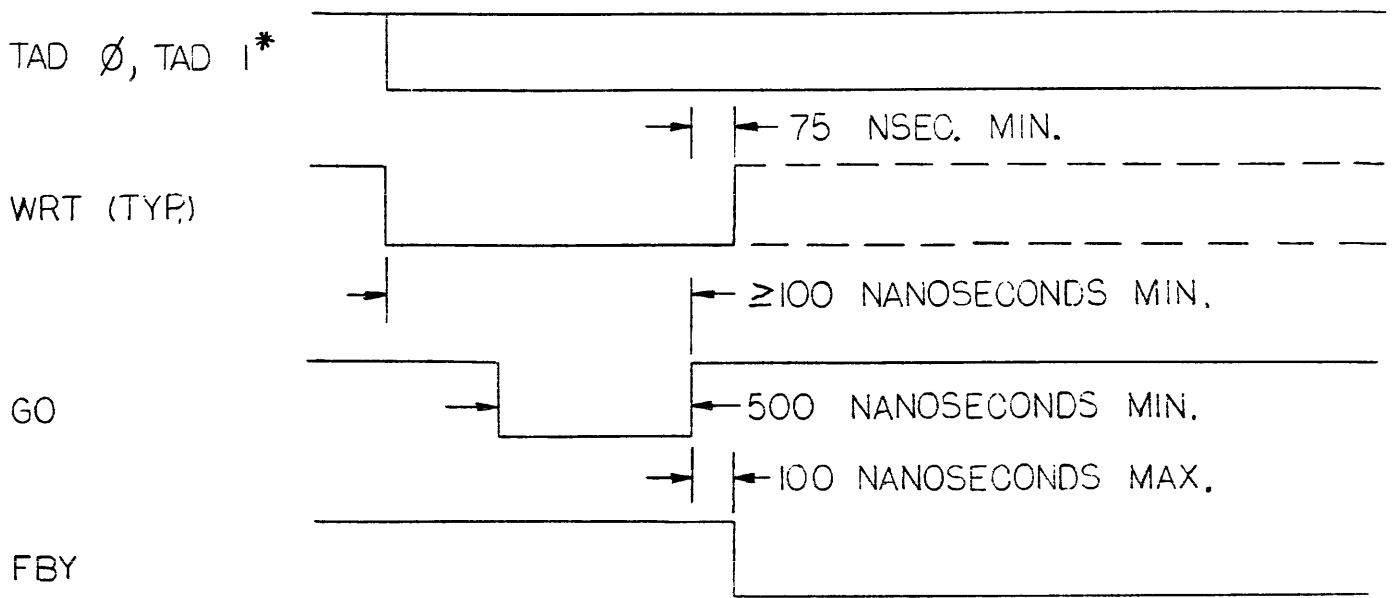 TAD Ø, TAD 1*
75 NSEC. MIN.
WRT (TYP.)
≥100 NANOSECONDS MIN.
GO
500 NANOSECONDS MIN.
100 NANOSECONDS MAX.
FBY